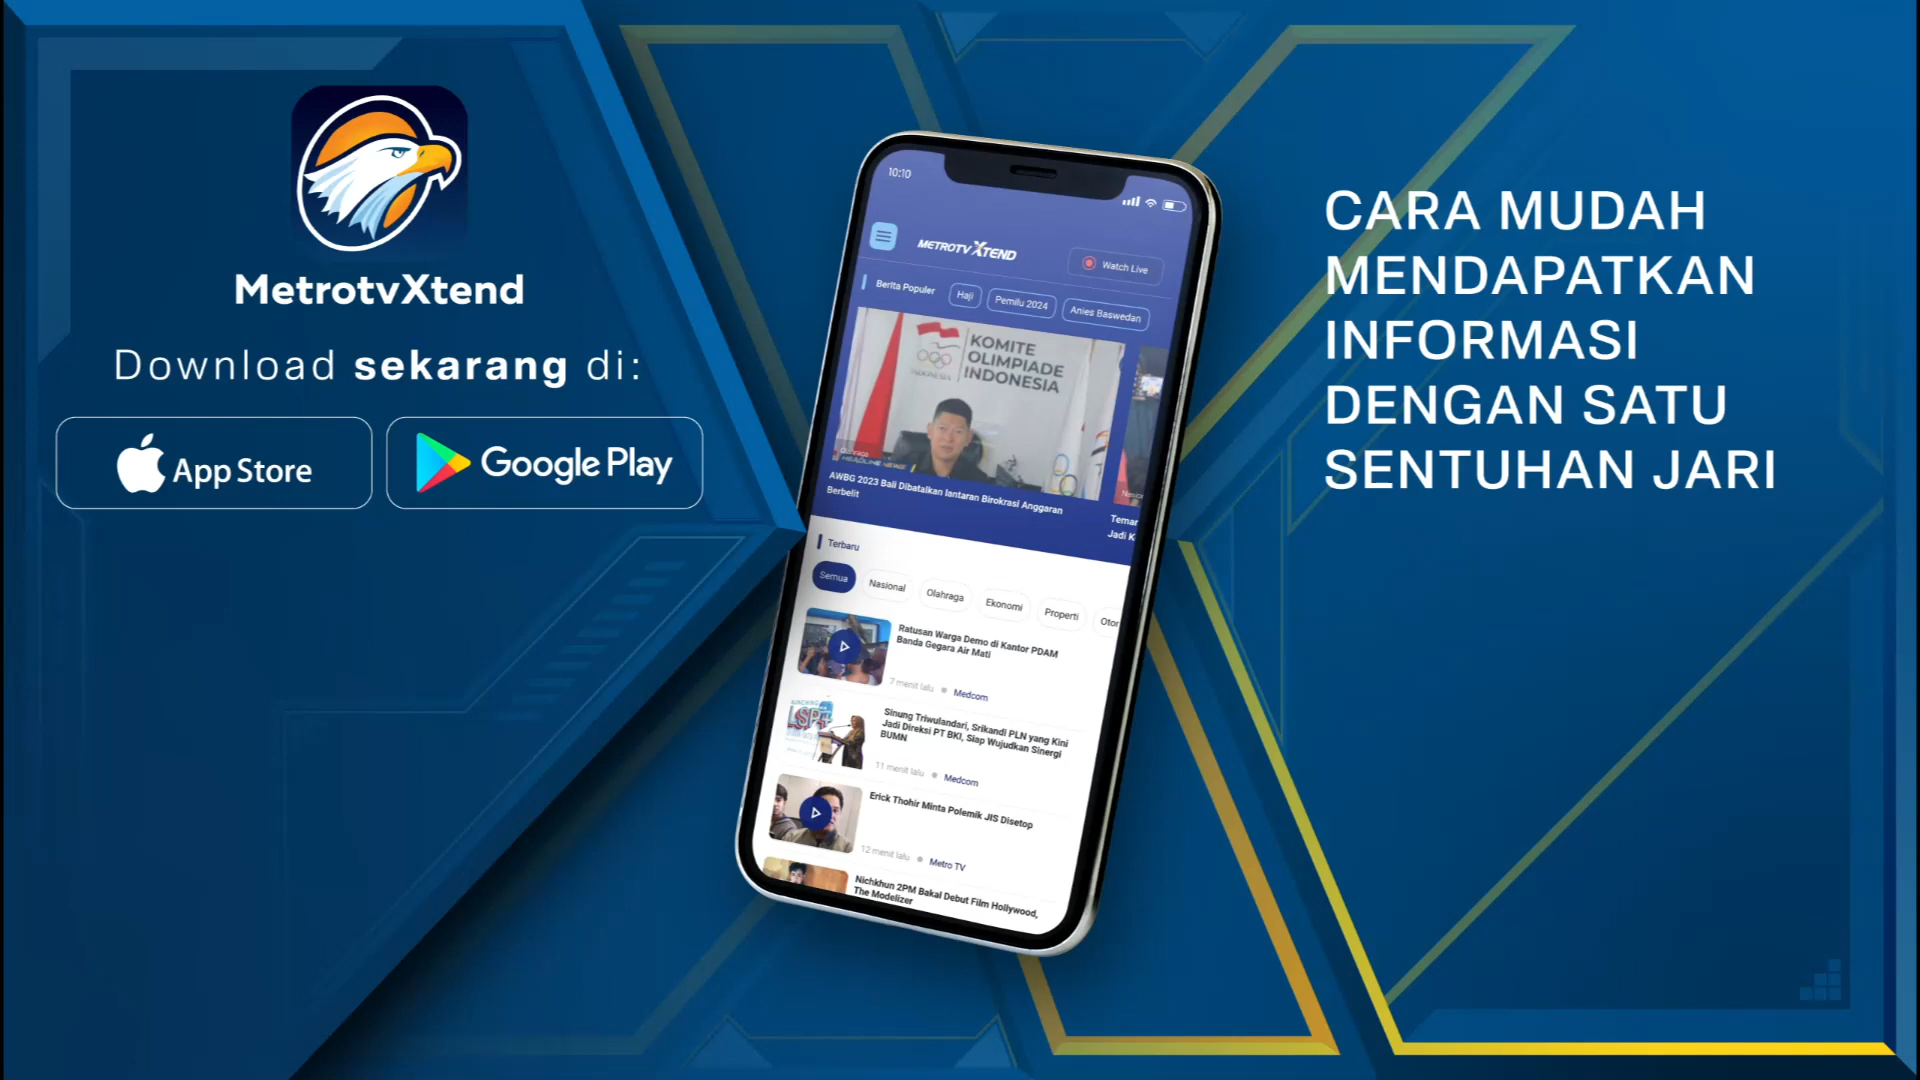 MetrotvXtend
Download sekarang di:
App Store
Google Play
10:10
METROTV XTEND
Watch Live
Berita Populer
Haji
Pemilu 2024
Anies Baswedan
KOMITE
OLIMPIADE
INDONESIA
INDONESIA
HEADLINE NEWS
AWBG 2023 Bali Dibatalkan lantaran Birokrasi Anggaran
Berbelit
Jadi K
Terbaru
Semua
Nasional
Olahraga
Ekonomi
Properti
Otor
Ratusan Warga Demo di Kantor PDAM
Banda Gegara Air Mati
7 menit lalu
Medcom
Sinung Triwulandari, Srikandi PLN yang Kini
Jadi Direksi PT BKI, Siap Wujudkan Sinergi
BUMN
11 menit lalu
Medcom
Erick Thohir Minta Polemik JIS Disetop
12 menit lalu
Metro TV
Nichkhun 2PM Bakal Debut Film Hollywood,
The Modelizer
CARA MUDAH
MENDAPATKAN
INFORMASI
DENGAN SATU
SENTUHAN JARI